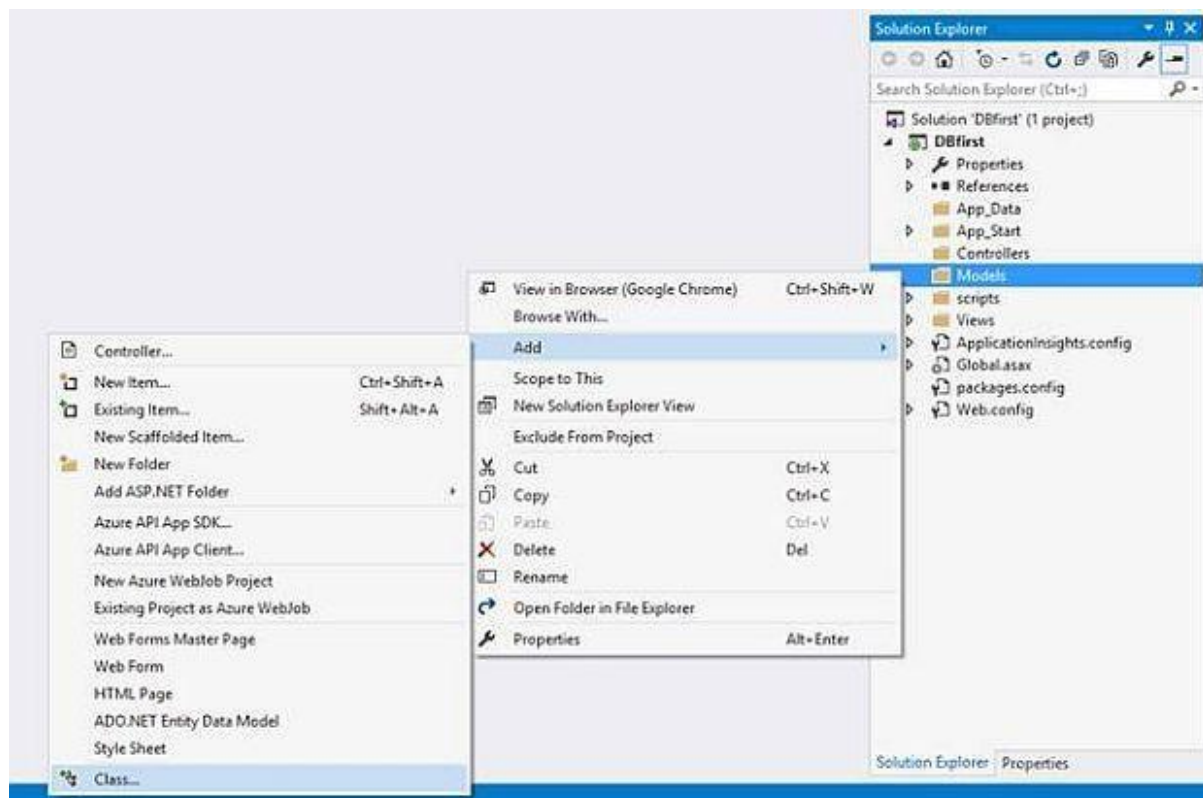 Solution Explorer
Search Solution Explorer (Ctrl+;)
Solution 'DBfirst' (1 project)
DBfirst
Properties
References
App_Data
App_Start
Controllers
Models
scripts
Views
ApplicationInsights.config
Global.asax
packages.config
Web.config
View in Browser (Google Chrome) Ctrl+Shift+W
Browse With...
Add
Scope to This
New Solution Explorer View
Exclude From Project
Cut Ctrl+X
Copy Ctrl+C
Paste Ctrl+V
Delete Del
Rename
Open Folder in File Explorer
Properties Alt+Enter
Controller...
New Item... Ctrl+Shift+A
Existing Item... Shift+Alt+A
New Scaffolded Item...
New Folder
Add ASP.NET Folder
Azure API App SDK...
Azure API App Client...
New Azure WebJob Project
Existing Project as Azure WebJob
Web Forms Master Page
Web Form
HTML Page
ADO.NET Entity Data Model
Style Sheet
Class...
Solution Explorer Properties